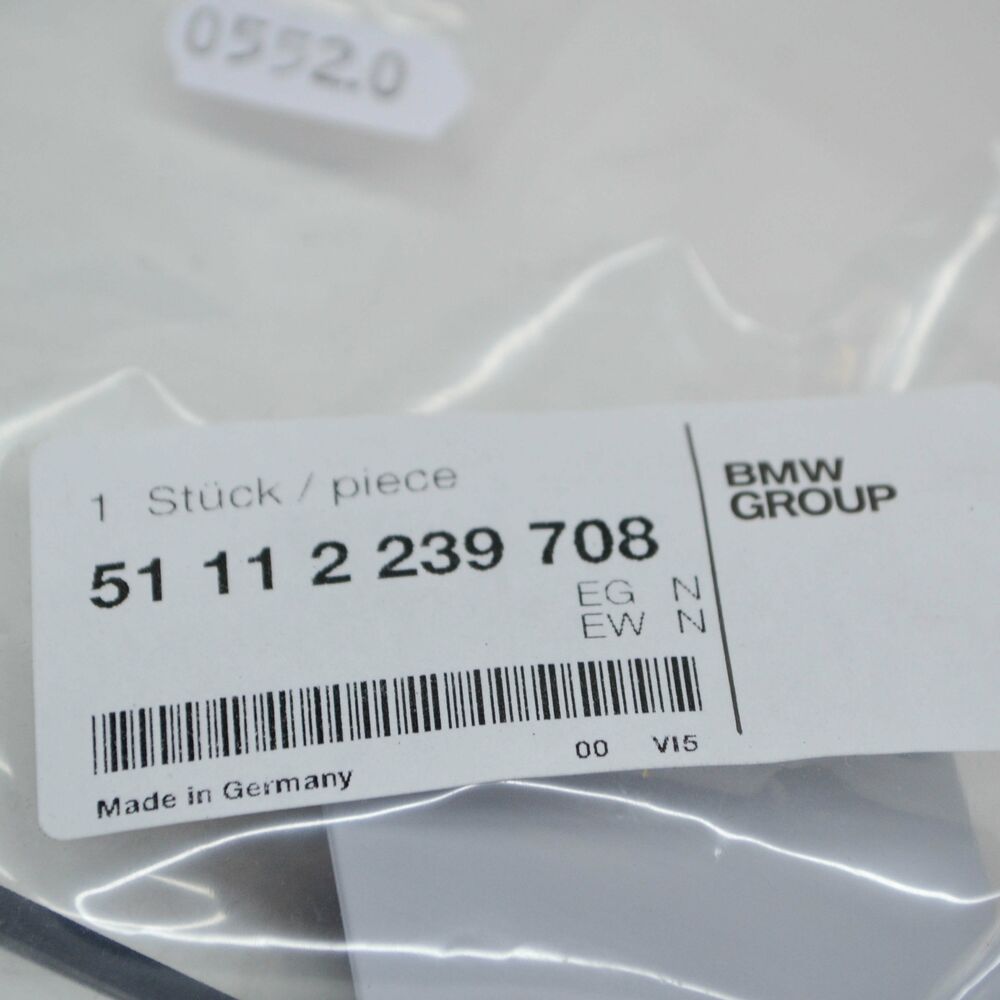 05520
1 Stück / piece
51 11 2 239 708
EG N
EW N
00 VI5
Made in Germany
BMW
GROUP